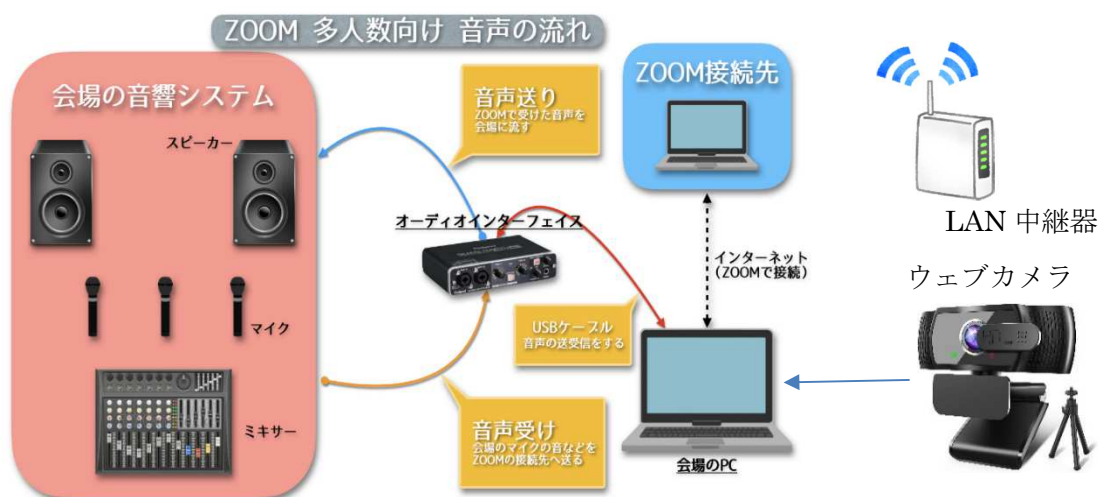 ZOOM 多人数向け 音声の流れ
会場の音響システム
スピーカー
マイク
ミキサー
音声送り
ZOOMで受けた音声を
会場に流す
オーディオインターフェイス
USBケーブル
音声の送受信をする
音声受け
会場のマイクの音などを
ZOOMの接続先へ送る
ZOOM接続先
インターネット
(ZOOMで接続)
会場のPC
LAN 中継器
ウェブカメラ